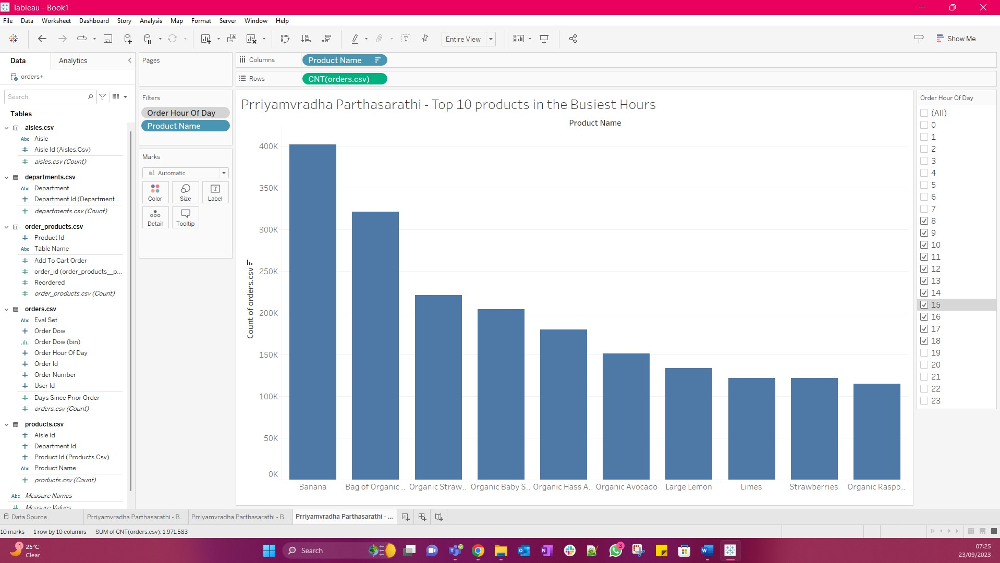 Tableau - Book1
File Data Worksheet Dashboard Story Analysis Map Format Server Window Help
Entire View
Show Me
Data
Analytics
orders+
Search
Tables
aisles.csv
Abc Aisle
# Aisle Id (Aisles.Csv)
# aisles.csv (Count)
departments.csv
Abc Department
# Department Id (Department...
# departments.csv (Count)
order_products.csv
# Product Id
Abc Table Name
# Add To Cart Order
# order_id (order_products__p...
# Reordered
# order_products.csv (Count)
orders.csv
Abc Eval Set
# Order Dow
Order Dow (bin)
# Order Hour Of Day
# Order Id
# Order Number
# User Id
# Days Since Prior Order
# orders.csv (Count)
products.csv
# Aisle Id
# Department Id
# Product Id (Products.Csv)
Abc Product Name
# products.csv (Count)
Abc Measure Names
# Measure Values
Pages
Filters
Order Hour Of Day
Product Name
Marks
Automatic
Color Size Label
Detail Tooltip
Columns
Product Name
Rows
CNT(orders.csv)
Prriyamvradha Parthasarathi - Top 10 products in the Busiest Hours
Product Name
Count of orders.csv
400K
350K
300K
250K
200K
150K
100K
50K
0K
Banana
Bag of Organic ..
Organic Straw..
Organic Baby S..
Organic Hass A..
Organic Avocado
Large Lemon
Limes
Strawberries
Organic Raspb..
Order Hour Of Day
(All)
0
1
2
3
4
5
6
7
8
9
10
11
12
13
14
15
16
17
18
19
20
21
22
23
Data Source
Prriyamvradha Parthasarathi - B...
Prriyamvradha Parthasarathi - B...
Prriyamvradha Parthasarathi - ...
10 marks
1 row by 10 columns
SUM of CNT(orders.csv): 1,971,583
1
25°C
Clear
Search
3
07:25
23/09/2023